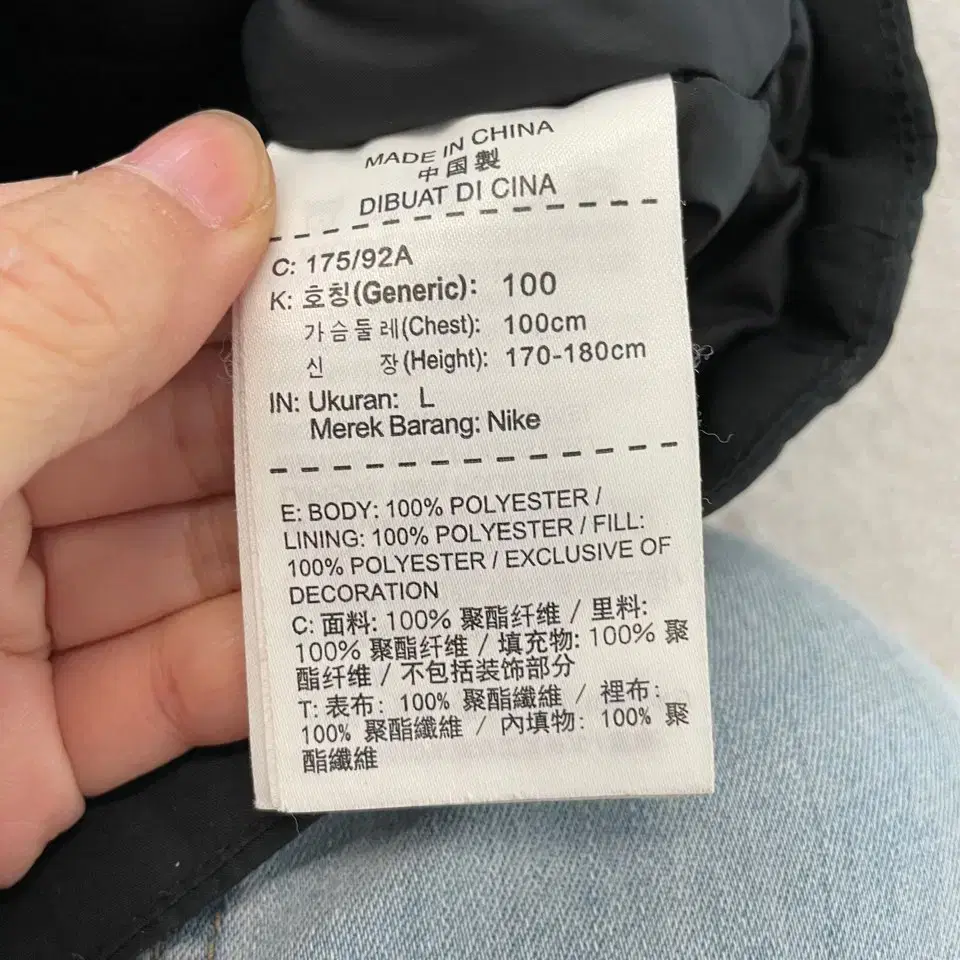 MADE IN CHINA
中国製
DIBUAT DI CINA
C: 175/92A
K: 호칭(Generic): 100
가슴둘레(Chest): 100cm
신 장(Height): 170-180cm
IN: Ukuran: L
Merek Barang: Nike
E: BODY: 100% POLYESTER /
LINING: 100% POLYESTER / FILL:
100% POLYESTER / EXCLUSIVE OF
DECORATION
C: 面料: 100% 聚酯纤维 / 里料:
100% 聚酯纤维 / 填充物: 100% 聚
酯纤维 / 不包括装饰部分
T: 表布: 100% 聚酯纖維 / 裡布:
100% 聚酯纖維 / 內填物: 100% 聚
酯纖維